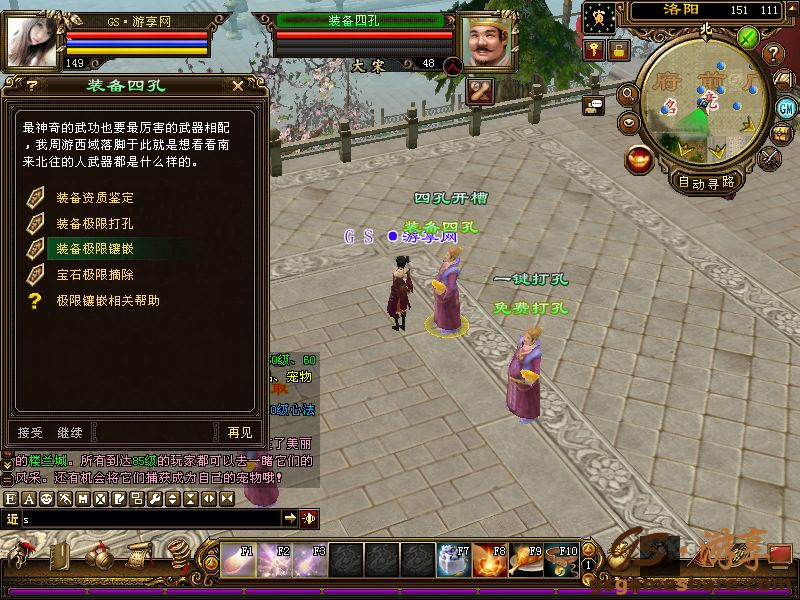 GS·游享网
149
装备四孔
大宋
48
洛阳
151
111
北
GM
自动寻路
?
装备四孔
最神奇的武功也要最厉害的武器相配
,我周游西域落脚于此就是想看看南
来北往的人武器都是什么样的。
装备资质鉴定
装备极限打孔
装备极限镶嵌
宝石极限摘除
? 极限镶嵌相关帮助
接受
继续
再见
四孔开槽
装备四孔
GS
游享网
一键打孔
免费打孔
0级、60
、宠物
0级心法
了美丽
的楼兰城。所有到达85级的玩家都可以去一睹它们的
风采。还有机会将它们捕获成为自己的宠物哦!
近 s
F1
F2
F3
F7
F8
F9
F10
1
游享